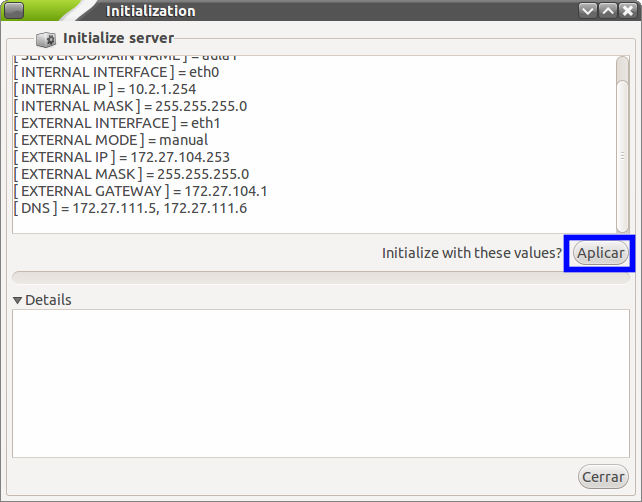 Initialization
Initialize server
[ SERVER DOMAIN NAME ] = aula1
[ INTERNAL INTERFACE ] = eth0
[ INTERNAL IP ] = 10.2.1.254
[ INTERNAL MASK ] = 255.255.255.0
[ EXTERNAL INTERFACE ] = eth1
[ EXTERNAL MODE ] = manual
[ EXTERNAL IP ] = 172.27.104.253
[ EXTERNAL MASK ] = 255.255.255.0
[ EXTERNAL GATEWAY ] = 172.27.104.1
[ DNS ] = 172.27.111.5, 172.27.111.6
Initialize with these values? Aplicar
Details
Cerrar